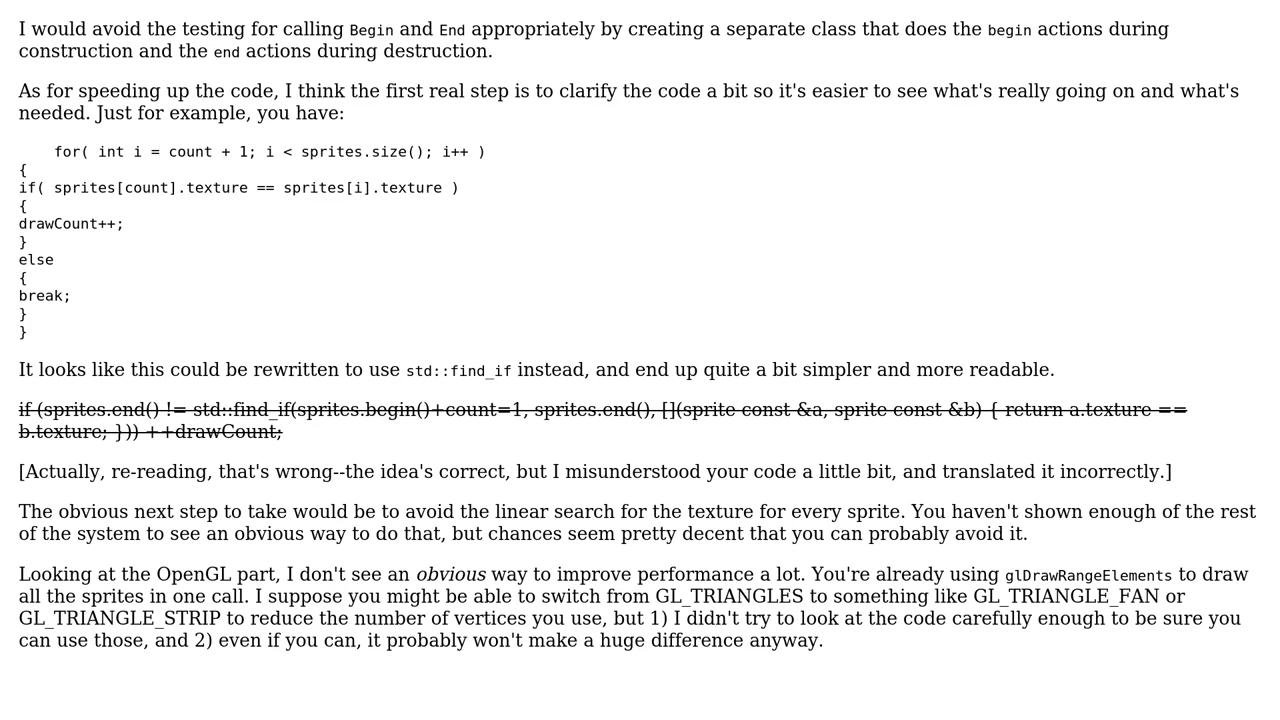 I would avoid the testing for calling Begin and End appropriately by creating a separate class that does the begin actions during
construction and the end actions during destruction.
As for speeding up the code, I think the first real step is to clarify the code a bit so it's easier to see what's really going on and what's
needed. Just for example, you have:
for( int i = count + 1; i < sprites.size(); i++ )
{
if( sprites[count].texture == sprites[i].texture )
{
drawCount++;
}
else
{
break;
}
}
It looks like this could be rewritten to use std::find_if instead, and end up quite a bit simpler and more readable.
if (sprites.end() != std::find_if(sprites.begin()+count=1, sprites.end(), [](sprite const &a, sprite const &b) { return a.texture ==
b.texture; })) ++drawCount;
[Actually, re-reading, that's wrong--the idea's correct, but I misunderstood your code a little bit, and translated it incorrectly.]
The obvious next step to take would be to avoid the linear search for the texture for every sprite. You haven't shown enough of the rest
of the system to see an obvious way to do that, but chances seem pretty decent that you can probably avoid it.
Looking at the OpenGL part, I don't see an obvious way to improve performance a lot. You're already using glDrawRangeElements to draw
all the sprites in one call. I suppose you might be able to switch from GL_TRIANGLES to something like GL_TRIANGLE_FAN or
GL_TRIANGLE_STRIP to reduce the number of vertices you use, but 1) I didn't try to look at the code carefully enough to be sure you
can use those, and 2) even if you can, it probably won't make a huge difference anyway.